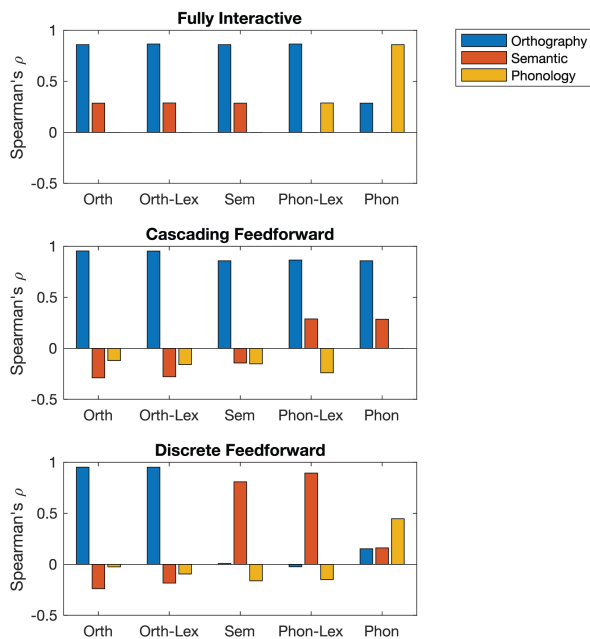 Fully Interactive
Orthography
Semantic
Phonology
Spearman's ρ
1
0.5
0
-0.5
Orth Orth-Lex Sem Phon-Lex Phon
Cascading Feedforward
Spearman's ρ
1
0.5
0
-0.5
Orth Orth-Lex Sem Phon-Lex Phon
Discrete Feedforward
Spearman's ρ
1
0.5
0
-0.5
Orth Orth-Lex Sem Phon-Lex Phon